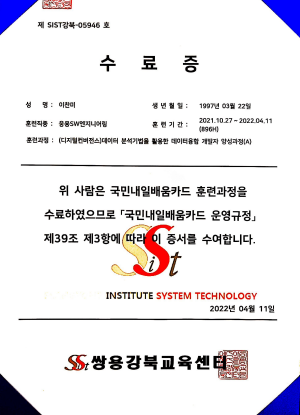 제 SIST강북-05946 호
수 료 증
성 명 : 이찬미 생 년 월 일 : 1997년 03월 22일
훈련직종 : 응용SW엔지니어링 훈 련 기 간 : 2021.10.27 ~ 2022.04.11
(896H)
훈련과정 : (디지털컨버전스)데이터 분석기법을 활용한 데이터융합 개발자 양성과정(A)
위 사람은 국민내일배움카드 훈련과정을
수료하였으므로 「국민내일배움카드 운영규정」
제39조 제3항에 따라 이 증서를 수여합니다.
Sist
INSTITUTE SYSTEM TECHNOLOGY
2022년 04월 11일
SiSt 쌍용강북교육센터